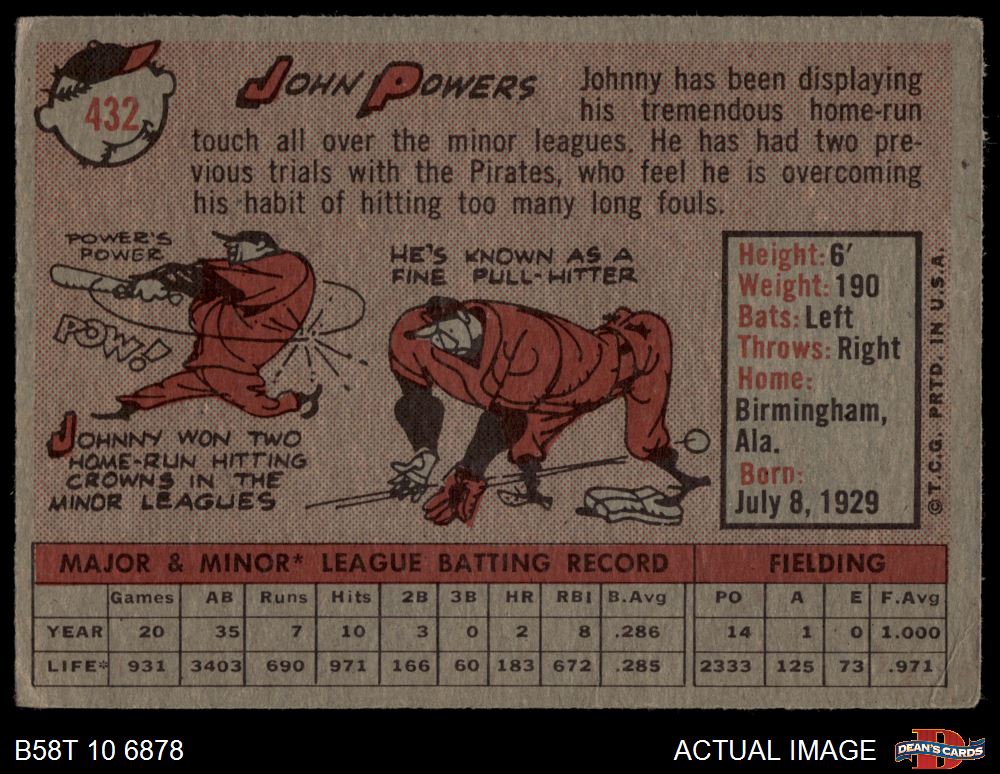 432
John Powers
Johnny has been displaying
his tremendous home-run
touch all over the minor leagues. He has had two pre-
vious trials with the Pirates, who feel he is overcoming
his habit of hitting too many long fouls.
POWER'S
POWER
POW!
JOHNNY WON TWO
HOME-RUN HITTING
CROWNS IN THE
MINOR LEAGUES
HE'S KNOWN AS A
FINE PULL-HITTER
Height: 6'
Weight: 190
Bats: Left
Throws: Right
Home:
Birmingham,
Ala.
Born:
July 8, 1929
© T.C.G. PRTD. IN U.S.A.
MAJOR & MINOR* LEAGUE BATTING RECORD FIELDING
Games AB Runs Hits 2B 3B HR RBI B.Avg PO A E F.Avg
YEAR 20 35 7 10 3 0 2 8 .286 14 1 0 1.000
LIFE* 931 3403 690 971 166 60 183 672 .285 2333 125 73 .971
B58T 10 6878
ACTUAL IMAGE
D
DEAN'S CARDS